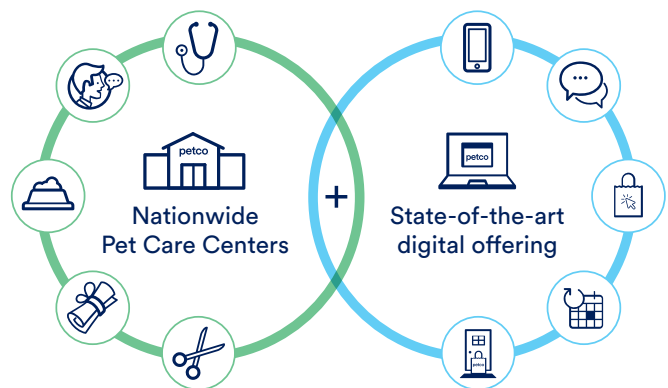 petco
Nationwide
Pet Care Centers
+
petco
State-of-the-art
digital offering
petco